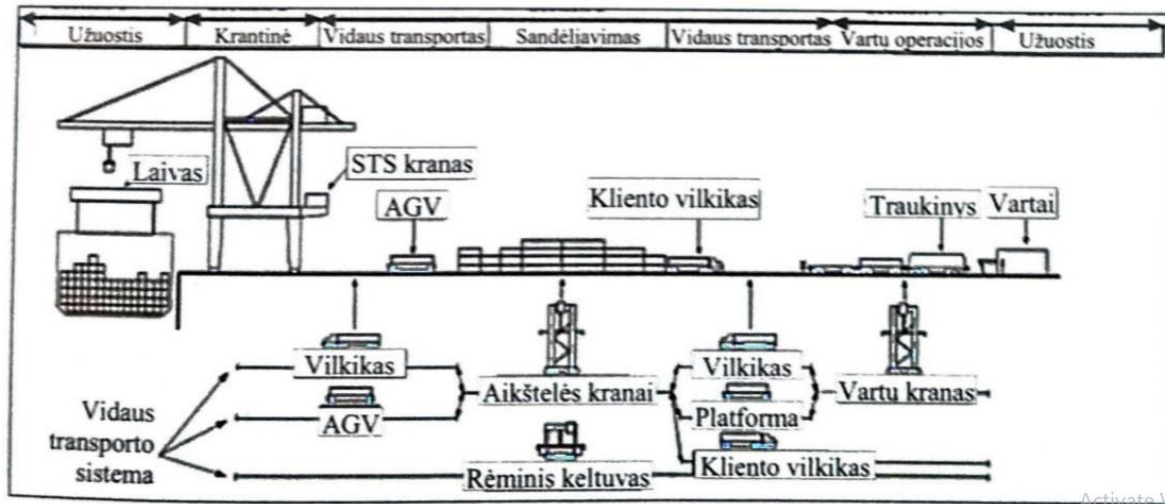 Užuostis Krantinė Vidaus transportas Sandėliavimas Vidaus transportas Vartų operacijos Užuostis
Laivas
STS kranas
AGV
Kliento vilkikas
Traukinys
Vartai
Vilkikas
AGV
Aikštelės kranai
Vilkikas
Platforma
Vartų kranas
Vidaus
transporto
sistema
Rėminis keltuvas
Kliento vilkikas
Activate